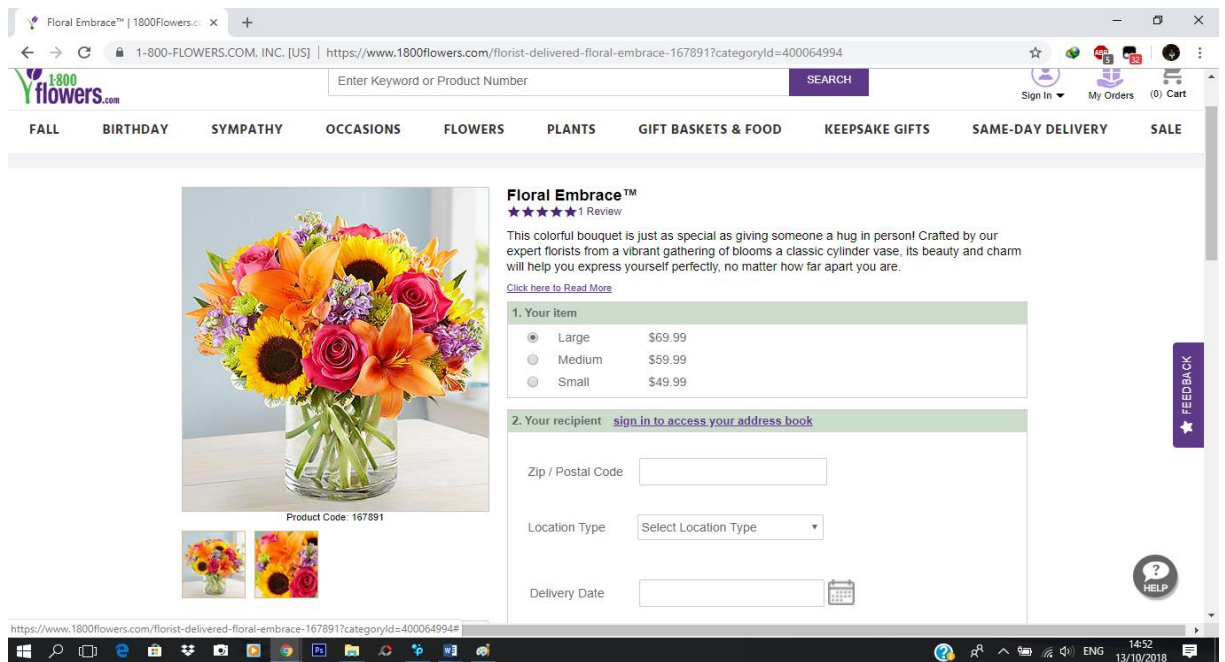 Floral Embrace™ | 1800Flowers.c
1-800-FLOWERS.COM, INC. [US] | https://www.1800flowers.com/florist-delivered-floral-embrace-167891?categoryId=400064994
ABP
5
32
1·800
flowers.com
Enter Keyword or Product Number
SEARCH
Sign In
My Orders
(0) Cart
FALL BIRTHDAY SYMPATHY OCCASIONS FLOWERS PLANTS GIFT BASKETS & FOOD KEEPSAKE GIFTS SAME-DAY DELIVERY SALE
Floral Embrace™
1 Review
This colorful bouquet is just as special as giving someone a hug in person! Crafted by our
expert florists from a vibrant gathering of blooms a classic cylinder vase, its beauty and charm
will help you express yourself perfectly, no matter how far apart you are.
Click here to Read More
1. Your item
Large $69.99
Medium $59.99
Small $49.99
2. Your recipient sign in to access your address book
Zip / Postal Code
Location Type Select Location Type
Delivery Date
Product Code: 167891
FEEDBACK
?
HELP
https://www.1800flowers.com/florist-delivered-floral-embrace-167891?categoryId=400064994#
Ps
ENG
14:52
13/10/2018